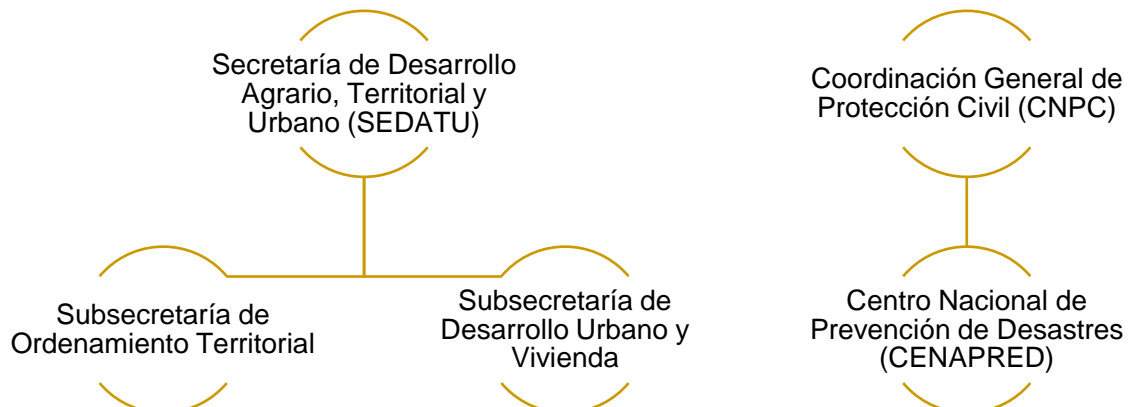 Secretaría de Desarrollo
Agrario, Territorial y
Urbano (SEDATU)
Coordinación General de
Protección Civil (CNPC)
Subsecretaría de
Ordenamiento Territorial
Subsecretaría de
Desarrollo Urbano y
Vivienda
Centro Nacional de
Prevención de Desastres
(CENAPRED)